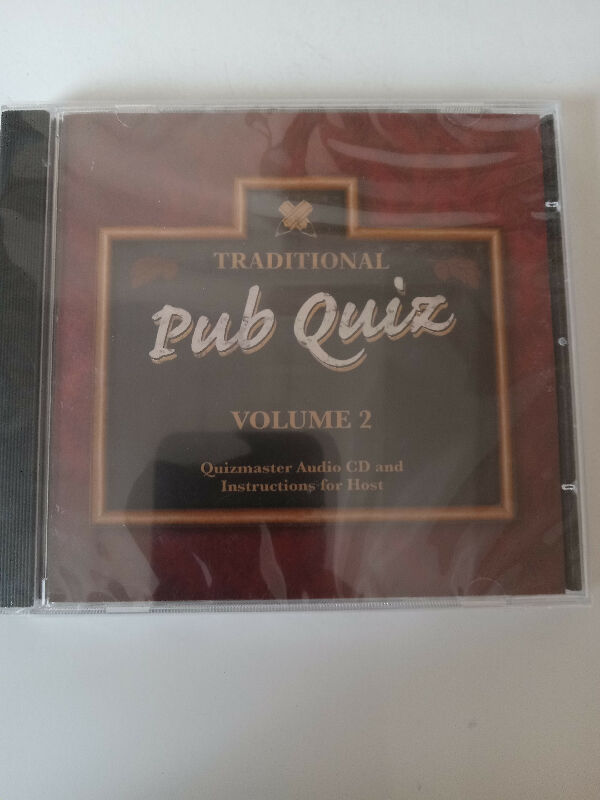 TRADITIONAL
Pub Quiz
VOLUME 2
Quizmaster Audio CD and
Instructions for Host